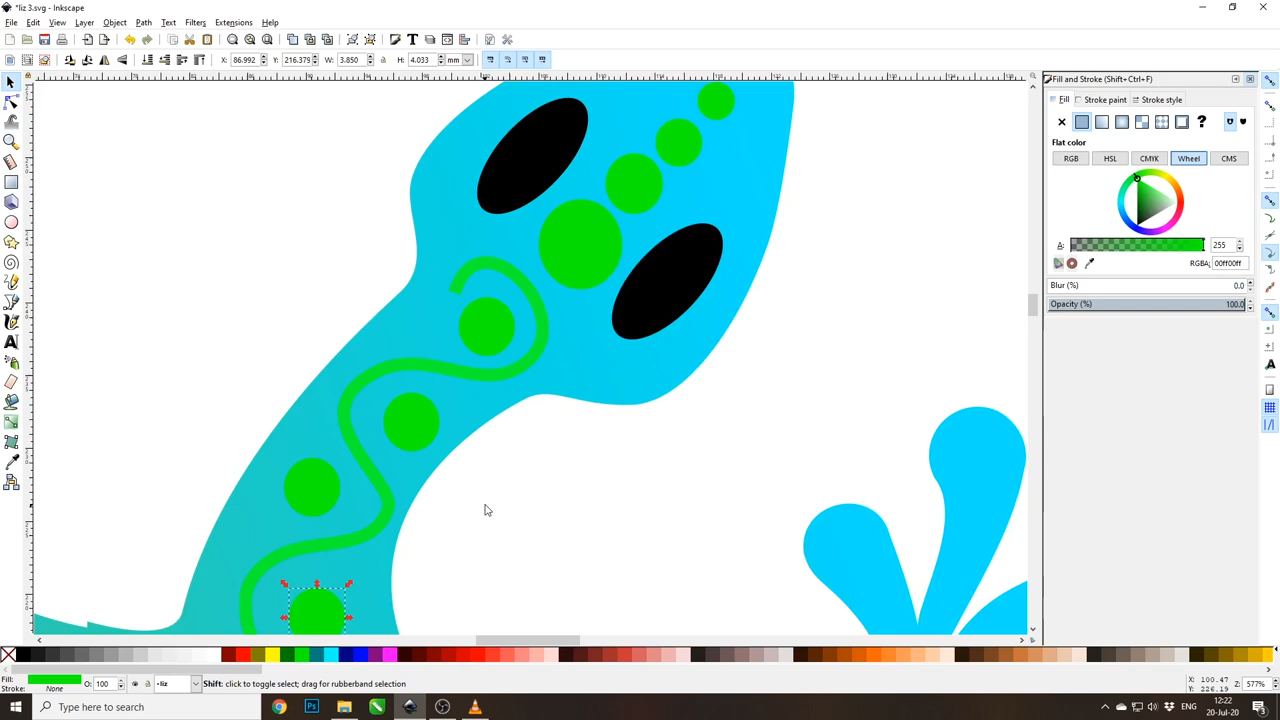 *liz 3.svg - Inkscape
File Edit View Layer Object Path Text Filters Extensions Help
X: 86.992 Y: 216.379 W: 3.850 H: 4.033 mm
Fill and Stroke (Shift+Ctrl+F)
Fill Stroke paint Stroke style
Flat color
RGB HSL CMYK Wheel CMS
A: 255
RGBA: 00ff00ff
Blur (%) 0.0
Opacity (%) 100.0
Fill:
Stroke: None
O: 100
•liz
Shift: click to toggle select; drag for rubberband selection
X: 100.47
Y: 226.19
Z: 577%
Type here to search
ENG
12:22
20-Jul-20